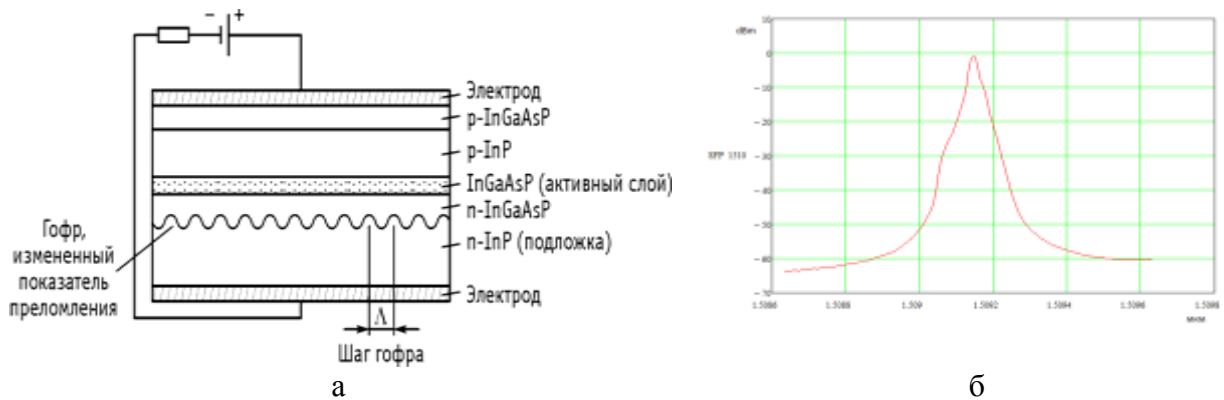 − +
Электрод
p-InGaAsP
p-InP
InGaAsP (активный слой)
n-InGaAsP
n-InP (подложка)
Электрод
Гофр,
измененный
показатель
преломления
Λ
Шаг гофра
а
10
dBm
0
−10
−20
−30
−40
−50
−60
−70
1.5086 1.5088 1.509 1.5092 1.5094 1.5096 1.5098
мкм
б